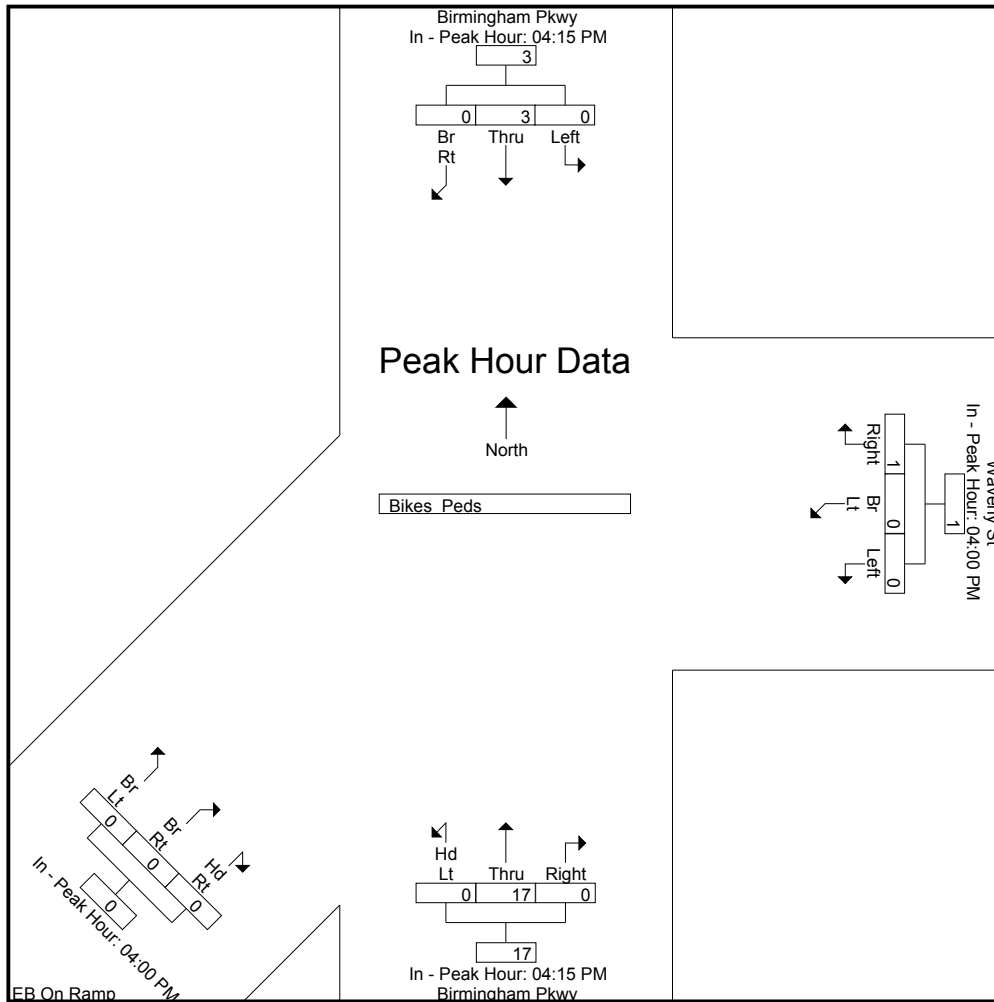 Birmingham Pkwy
In - Peak Hour: 04:15 PM
3
0 3 0
Br Thru Left
Rt
Peak Hour Data
North
Bikes Peds
Waverly St
In - Peak Hour: 04:00 PM
1
1 0 0
Right Br Left
Lt
Br
Lt
0
Br
Rt
0
Hd
Rt
0
0
In - Peak Hour: 04:00 PM
EB On Ramp
Hd Thru Right
Lt
0 17 0
17
In - Peak Hour: 04:15 PM
Birmingham Pkwy